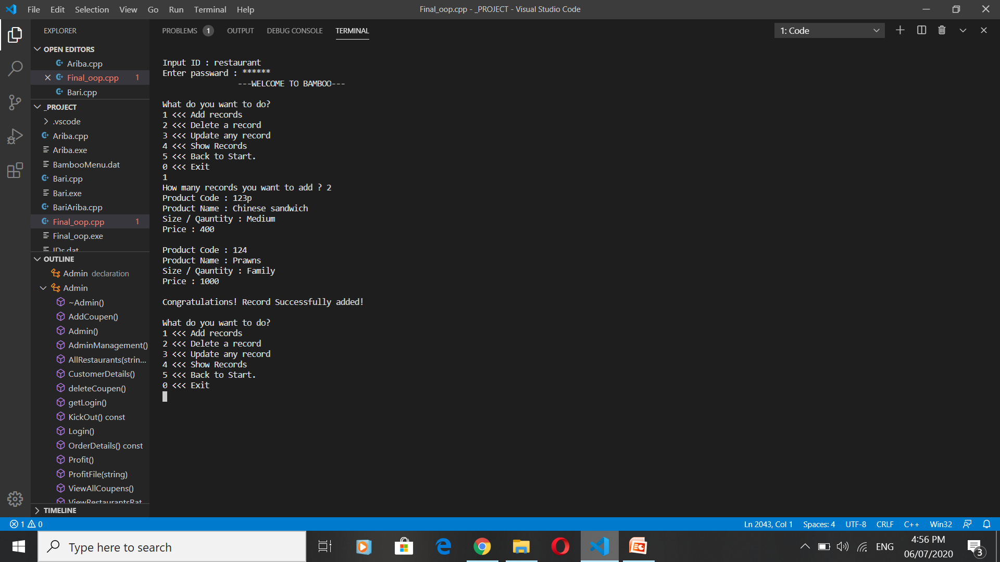 File Edit Selection View Go Run Terminal Help
Final_oop.cpp - _PROJECT - Visual Studio Code
EXPLORER
OPEN EDITORS
Ariba.cpp
Final_oop.cpp 1
Bari.cpp
_PROJECT
.vscode
Ariba.cpp
Ariba.exe
BambooMenu.dat
Bari.cpp
Bari.exe
BariAriba.cpp
Final_oop.cpp 1
Final_oop.exe
IDs.dat
OUTLINE
Admin declaration
Admin
~Admin()
AddCoupen()
Admin()
AdminManagement()
AllRestaurants(strin...
CustomerDetails()
deleteCoupen()
getLogin()
KickOut() const
Login()
OrderDetails() const
Profit()
ProfitFile(string)
ViewAllCoupens()
ViewRestaurantsRat
TIMELINE
PROBLEMS 1 OUTPUT DEBUG CONSOLE TERMINAL
1: Code
Input ID : restaurant
Enter passward : ******
---WELCOME TO BAMBOO---
What do you want to do?
1 <<< Add records
2 <<< Delete a record
3 <<< Update any record
4 <<< Show Records
5 <<< Back to Start.
0 <<< Exit
1
How many records you want to add ? 2
Product Code : 123p
Product Name : Chinese sandwich
Size / Qauntity : Medium
Price : 400
Product Code : 124
Product Name : Prawns
Size / Qauntity : Family
Price : 1000
Congratulations! Record Successfully added!
What do you want to do?
1 <<< Add records
2 <<< Delete a record
3 <<< Update any record
4 <<< Show Records
5 <<< Back to Start.
0 <<< Exit
1 0
Ln 2043, Col 1 Spaces: 4 UTF-8 CRLF C++ Win32
Type here to search
ENG
4:56 PM
06/07/2020
3